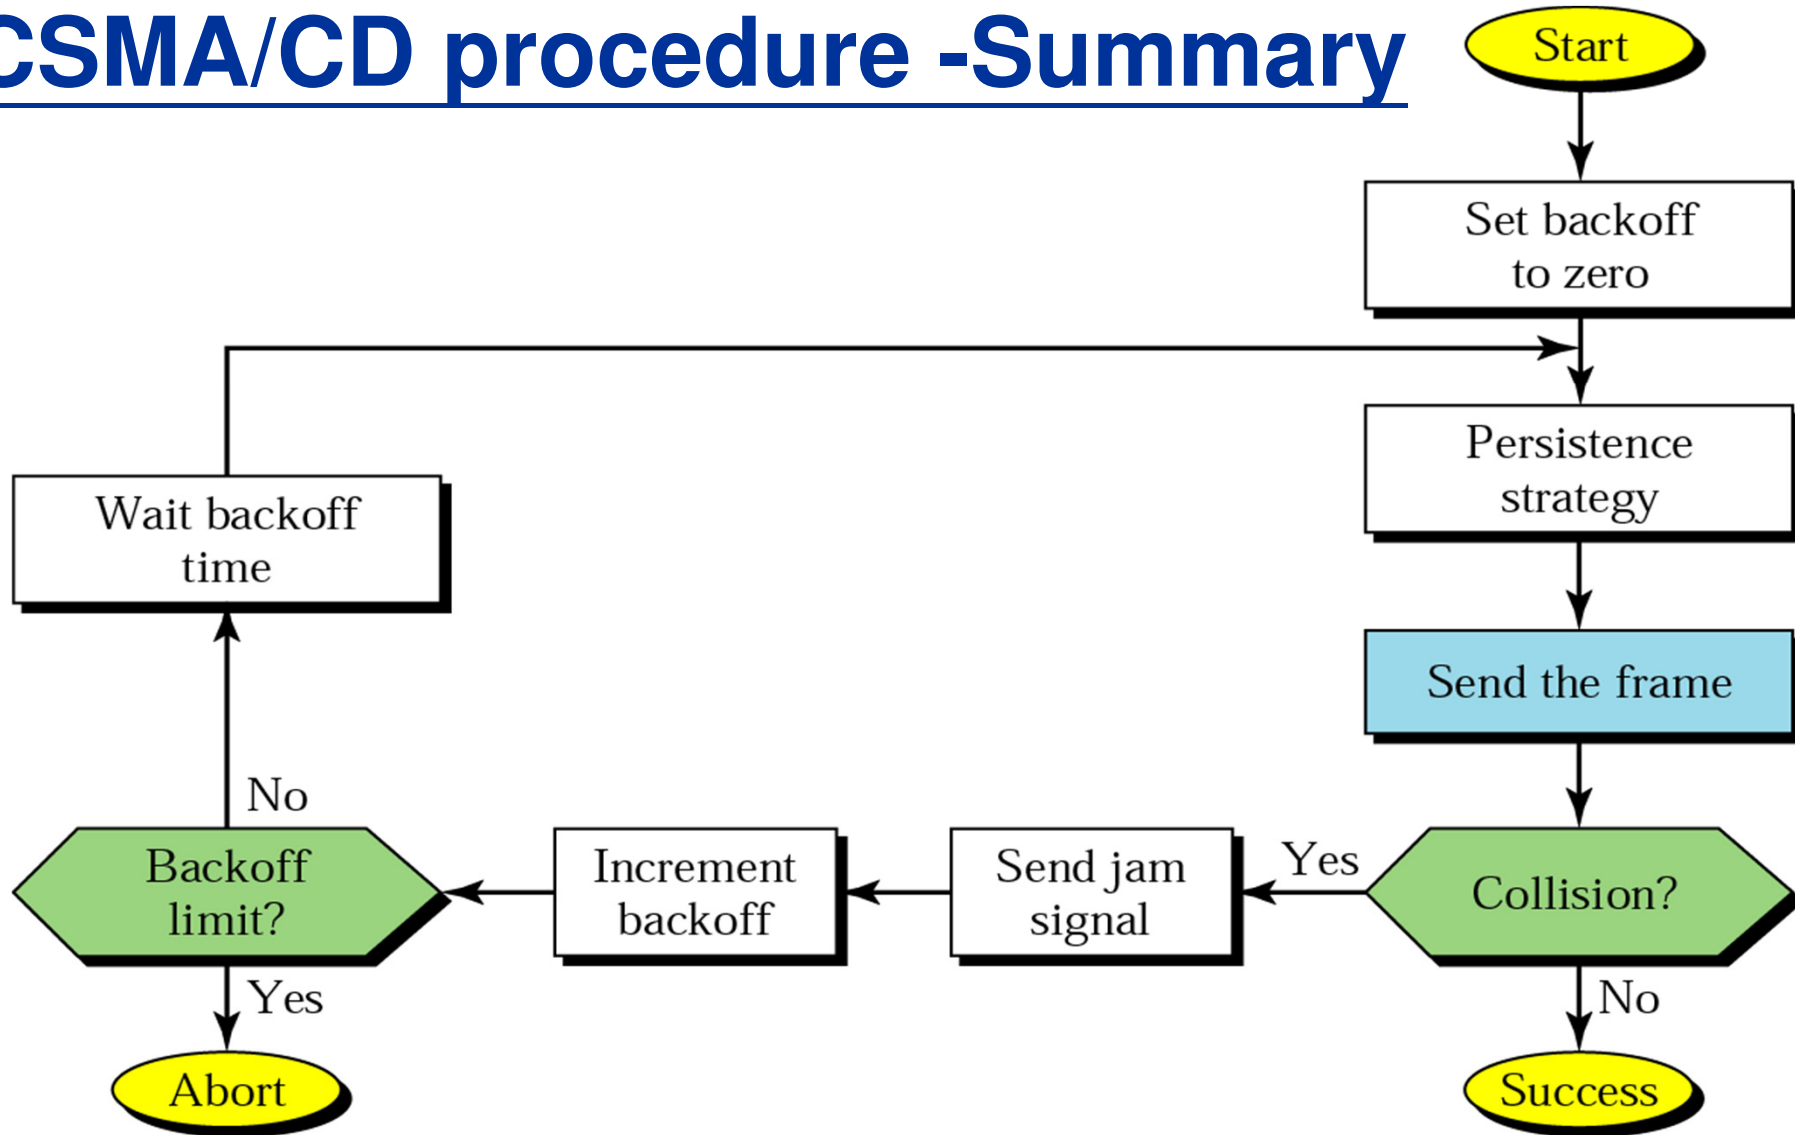 CSMA/CD procedure -Summary
Start
Set backoff
to zero
Persistence
strategy
Wait backoff
time
Send the frame
No
Backoff
limit?
Increment
backoff
Send jam
signal
Yes
Collision?
Yes
No
Abort
Success